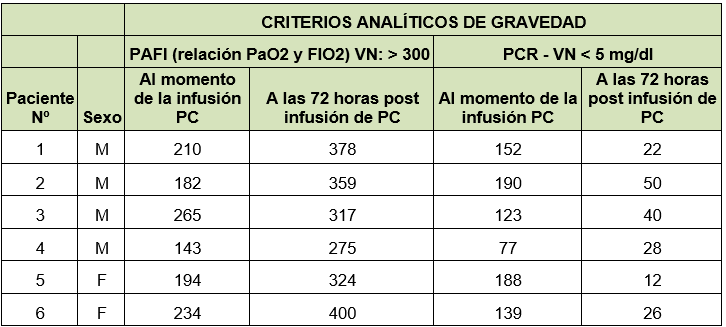 CRITERIOS ANALÍTICOS DE GRAVEDAD
PAFI (relación PaO2 y FIO2) VN: > 300 PCR - VN < 5 mg/dl
Paciente Nº Sexo Al momento de la infusión PC A las 72 horas post infusión de PC Al momento de la infusión PC A las 72 horas post infusión de PC
1 M 210 378 152 22
2 M 182 359 190 50
3 M 265 317 123 40
4 M 143 275 77 28
5 F 194 324 188 12
6 F 234 400 139 26